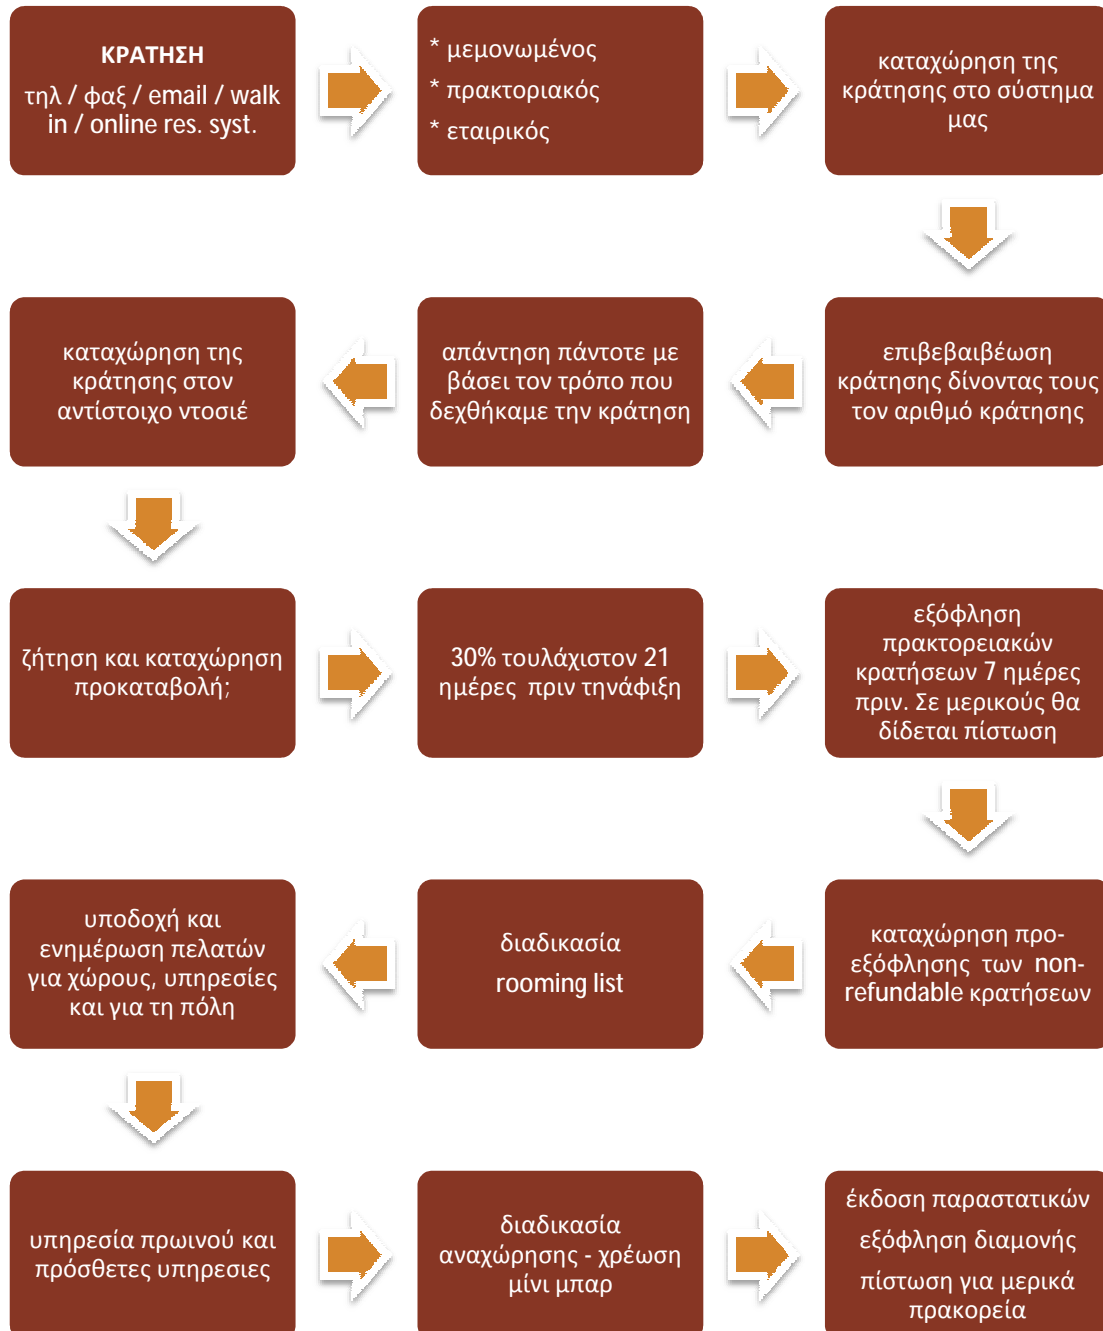 ΚΡΑΤΗΣΗ
τηλ / φαξ / email / walk
in / online res. syst.
* μεμονωμένος
* πρακτοριακός
* εταιρικός
καταχώρηση της
κράτησης στο σύστημα
μας
επιβεβαιβέωση
κράτησης δίνοντας τους
τον αριθμό κράτησης
απάντηση πάντοτε με
βάσει τον τρόπο που
δεχθήκαμε την κράτηση
καταχώρηση της
κράτησης στον
αντίστοιχο ντοσιέ
ζήτηση και καταχώρηση
προκαταβολή;
30% τουλάχιστον 21
ημέρες πριν τηνάφιξη
εξόφληση
πρακτορειακών
κρατήσεων 7 ημέρες
πριν. Σε μερικούς θα
δίδεται πίστωση
καταχώρηση προ-
εξόφλησης των non-
refundable κρατήσεων
διαδικασία
rooming list
υποδοχή και
ενημέρωση πελατών
για χώρους, υπηρεσίες
και για τη πόλη
υπηρεσία πρωινού και
πρόσθετες υπηρεσιες
διαδικασία
αναχώρησης - χρέωση
μίνι μπαρ
έκδοση παραστατικών
εξόφληση διαμονής
πίστωση για μερικά
πρακορεία